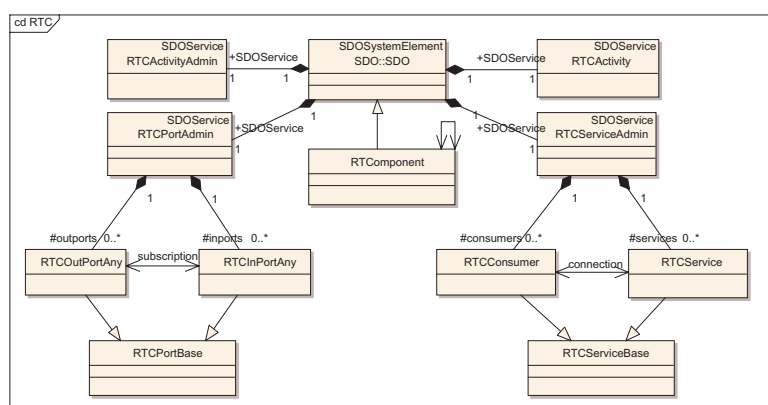 cd RTC
SDOService
RTCActivityAdmin
+SDOService
1
1
SDOSystemElement
SDO::SDO
+SDOService
1
1
SDOService
RTCActivity
SDOService
RTCPortAdmin
+SDOService
1
1
RTComponent
1
+SDOService
1
SDOService
RTCServiceAdmin
1
1
1
1
#outports 0..*
#inports 0..*
#consumers 0..*
#services 0..*
RTCOutPortAny
subscription
RTCInPortAny
RTCConsumer
connection
RTCService
RTCPortBase
RTCServiceBase